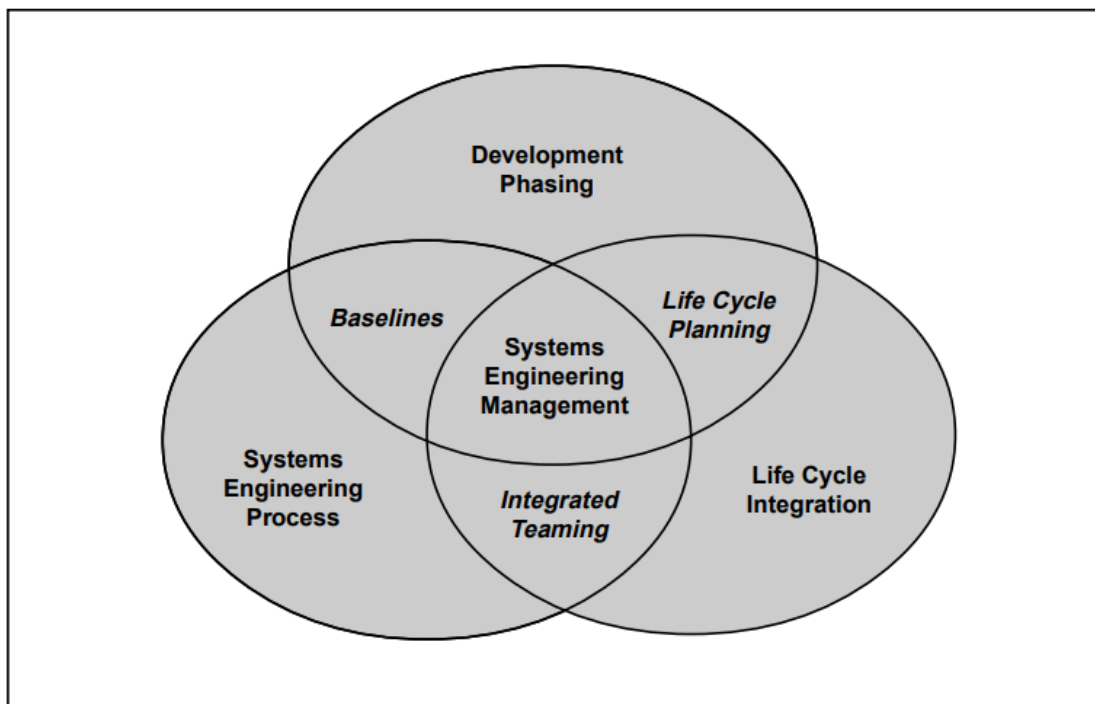 Development
Phasing
Baselines
Life Cycle
Planning
Systems
Engineering
Management
Systems
Engineering
Process
Integrated
Teaming
Life Cycle
Integration